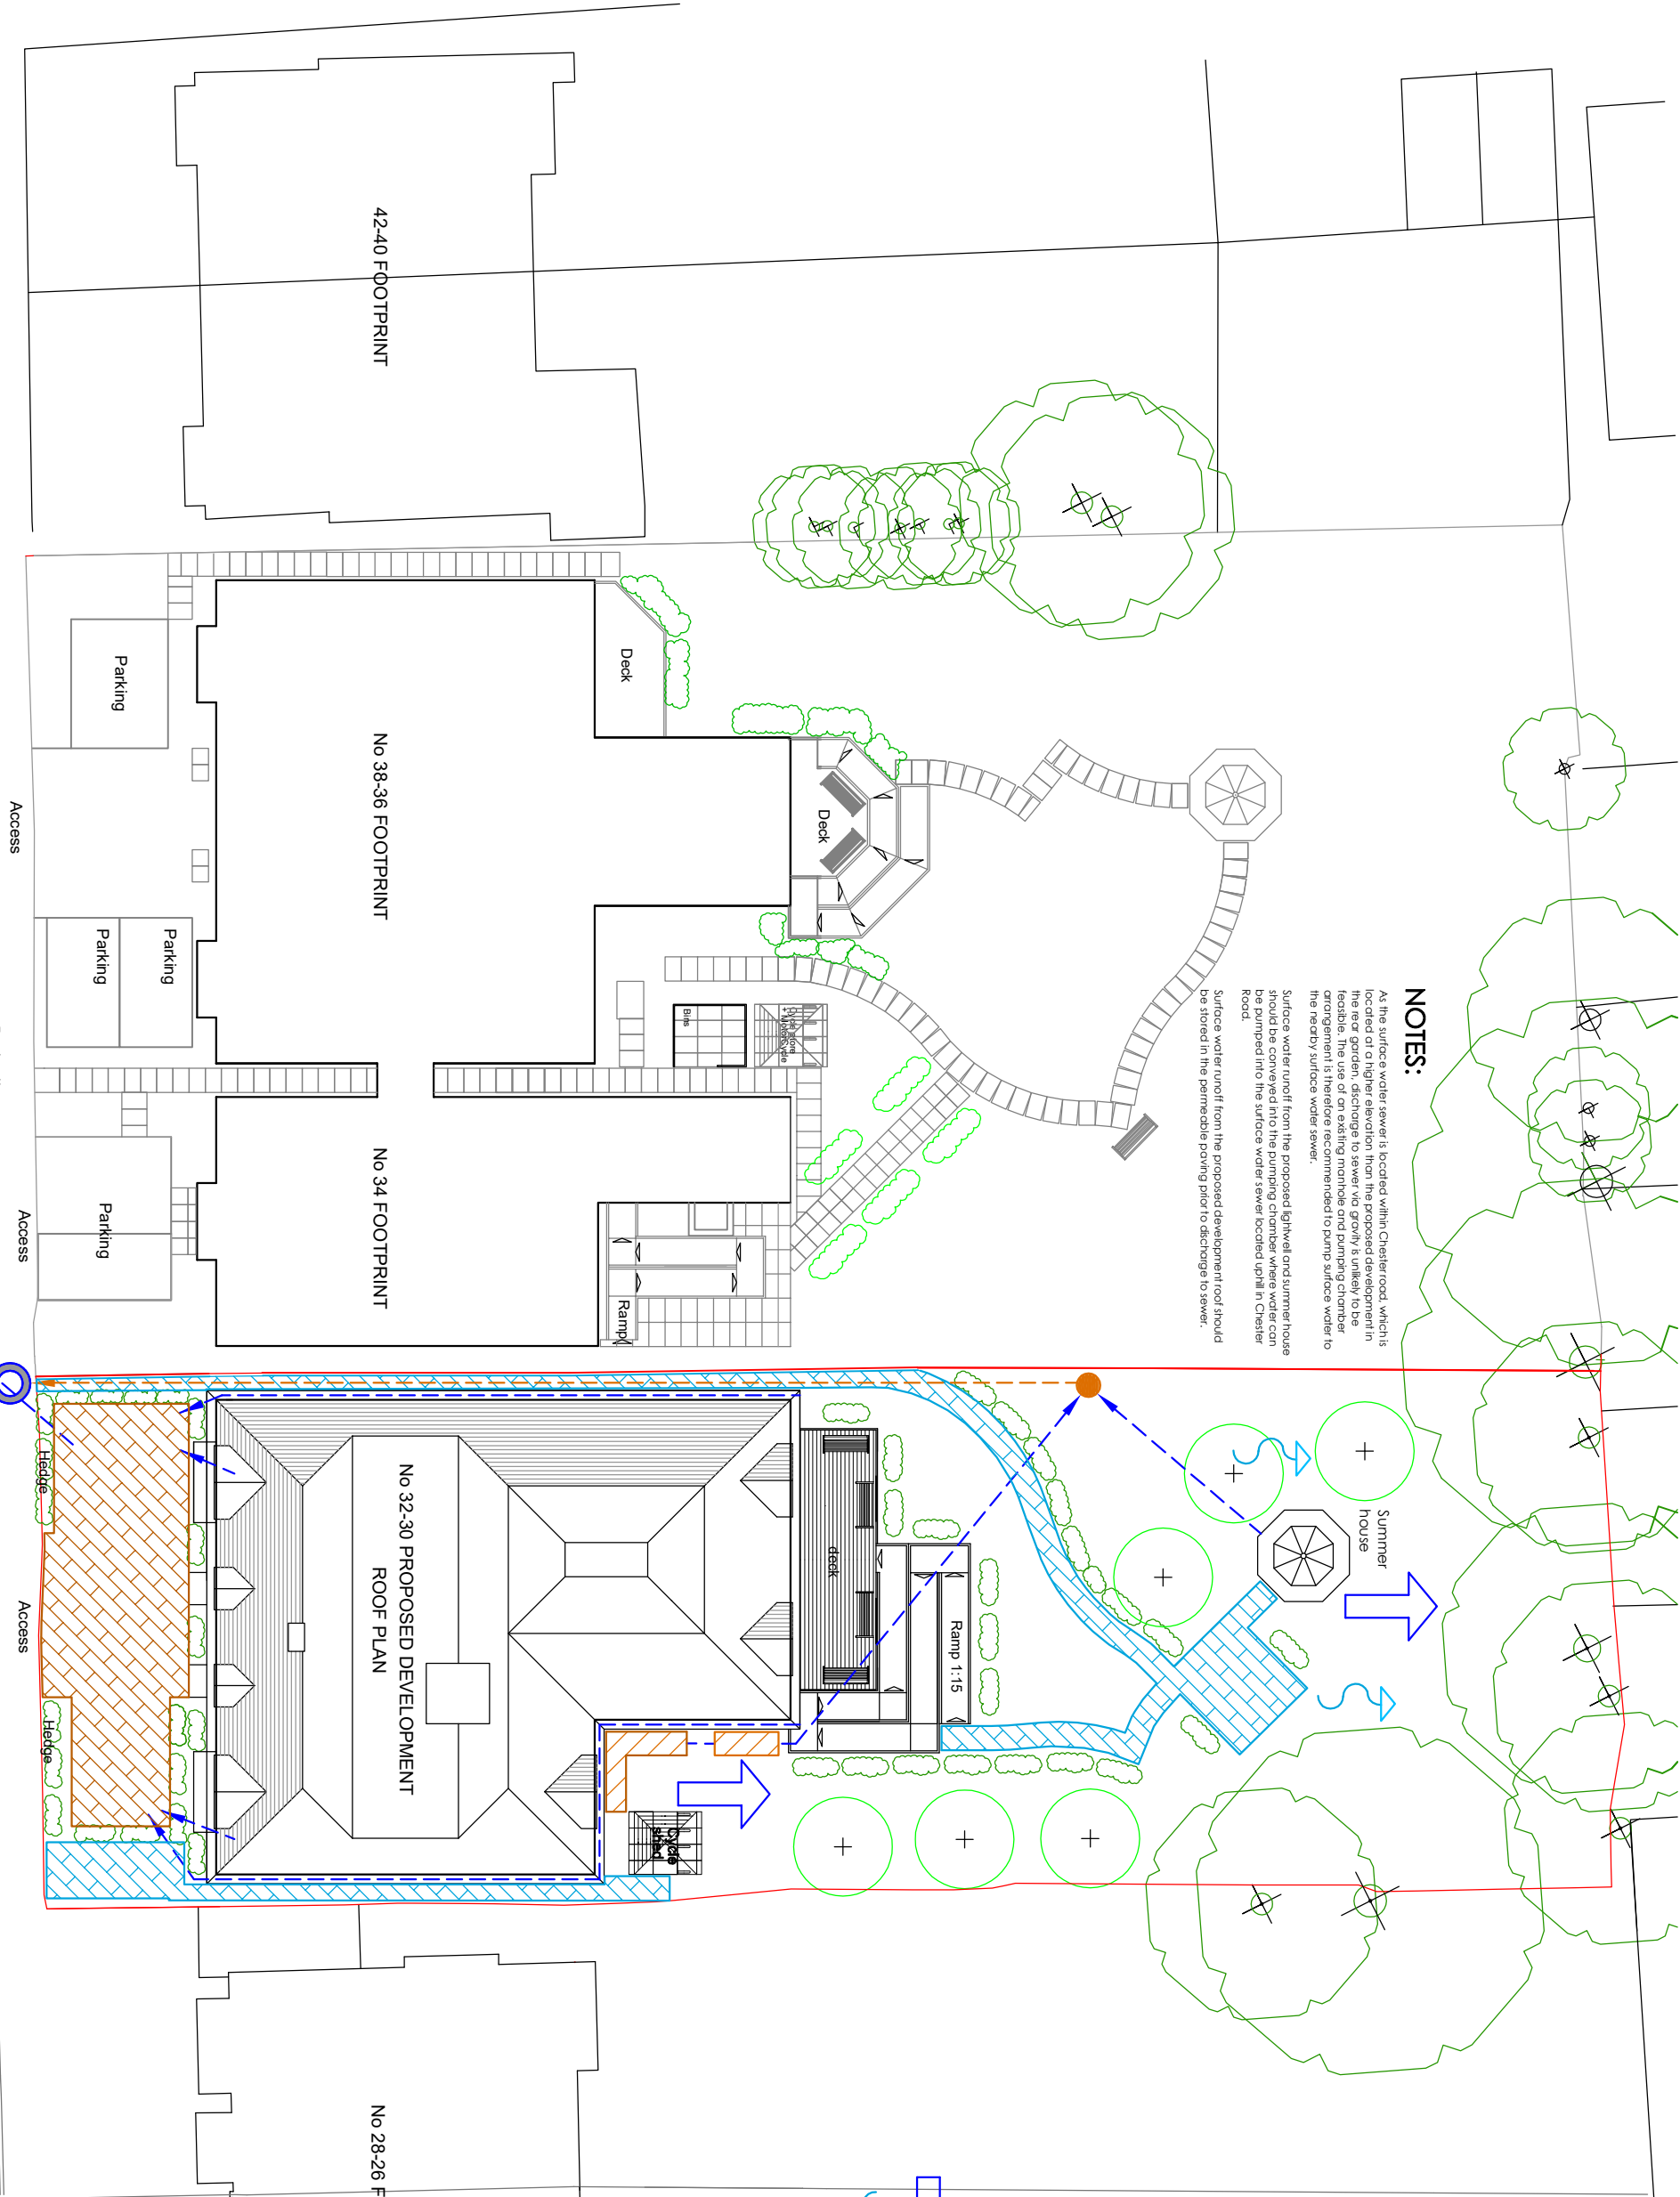 NOTES:
As the surface water sewer is located within Chester road, which is
located at a higher elevation than the proposed development in
the rear garden, discharge to sewer via gravity is unlikely to be
feasible. The use of an existing manhole and pumping chamber
arrangement is therefore recommended to pump surface water to
the nearby surface water sewer.
Surface water runoff from the proposed lightwell and summer house
should be conveyed into the pumping chamber where water can
be pumped into the surface water sewer located uphill in Chester
Road.
Surface water runoff from the proposed development roof should
be stored in the permeable paving prior to discharge to sewer.
42-40 FOOTPRINT
Deck
Parking
No 38-36 FOOTPRINT
Deck
Access
Parking
Parking
Bins
Cycle store
+ Motorcycle
No 34 FOOTPRINT
Parking
Access
Ramp
Summer
house
Hedge
No 32-30 PROPOSED DEVELOPMENT
ROOF PLAN
deck
Ramp 1:15
Access
Hedge
Cycle
shed
No 28-26 F